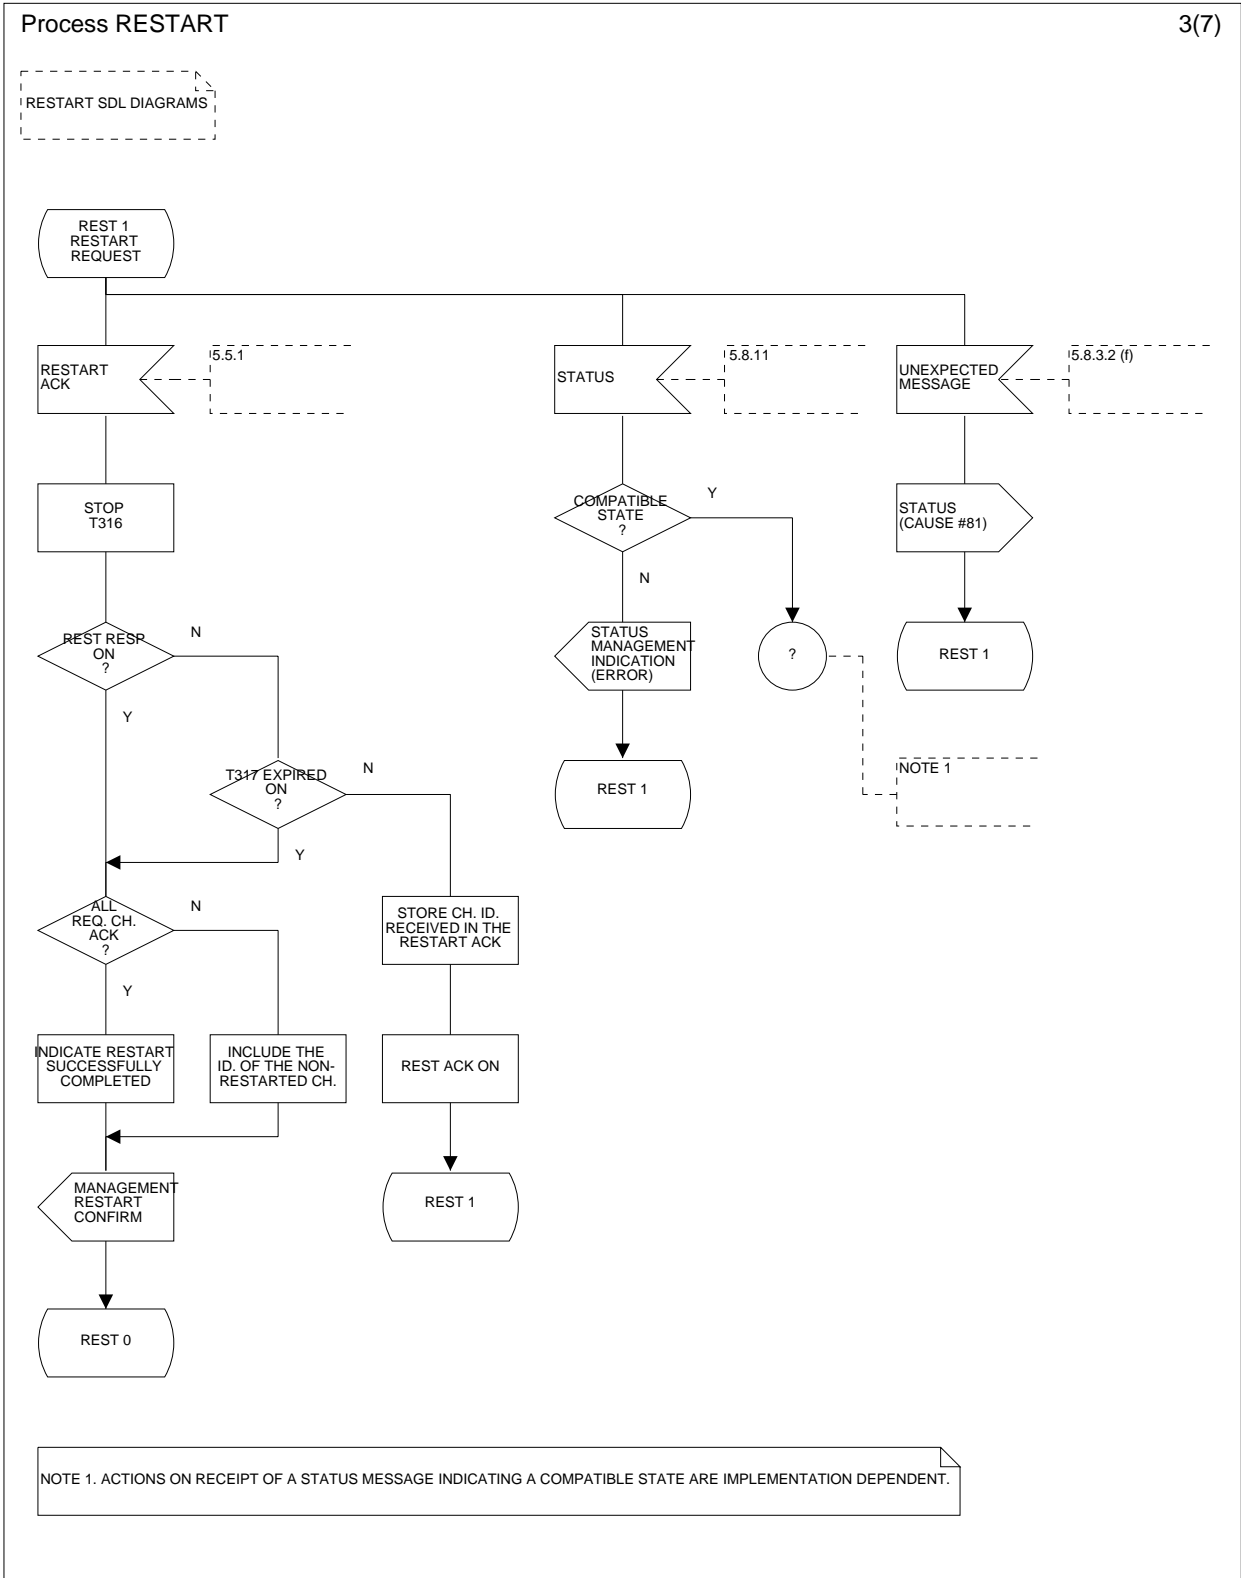 Process RESTART
3(7)
RESTART SDL DIAGRAMS
REST 1
RESTART
REQUEST
RESTART
ACK
5.5.1
STATUS
5.8.11
UNEXPECTED
MESSAGE
5.8.3.2 (f)
STOP
T316
COMPATIBLE
STATE
?
Y
N
STATUS
(CAUSE #81)
REST RESP
ON
?
N
Y
STATUS
MANAGEMENT
INDICATION
(ERROR)
?
REST 1
NOTE 1
REST 1
T317 EXPIRED
ON
?
N
Y
ALL
REQ. CH.
ACK
?
N
Y
STORE CH. ID.
RECEIVED IN THE
RESTART ACK
INDICATE RESTART
SUCCESSFULLY
COMPLETED
INCLUDE THE
ID. OF THE NON-
RESTARTED CH.
REST ACK ON
MANAGEMENT
RESTART
CONFIRM
REST 1
REST 0
NOTE 1. ACTIONS ON RECEIPT OF A STATUS MESSAGE INDICATING A COMPATIBLE STATE ARE IMPLEMENTATION DEPENDENT.